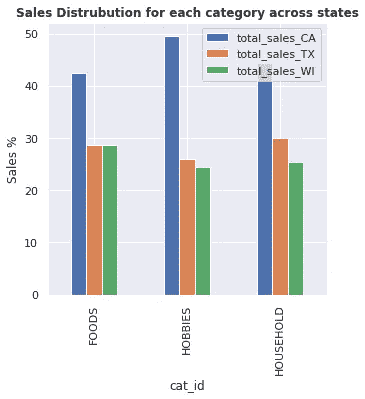 Sales Distrubution for each category across states
total_sales_CA
total_sales_TX
total_sales_WI
Sales %
50
40
30
20
10
0
FOODS
HOBBIES
HOUSEHOLD
cat_id